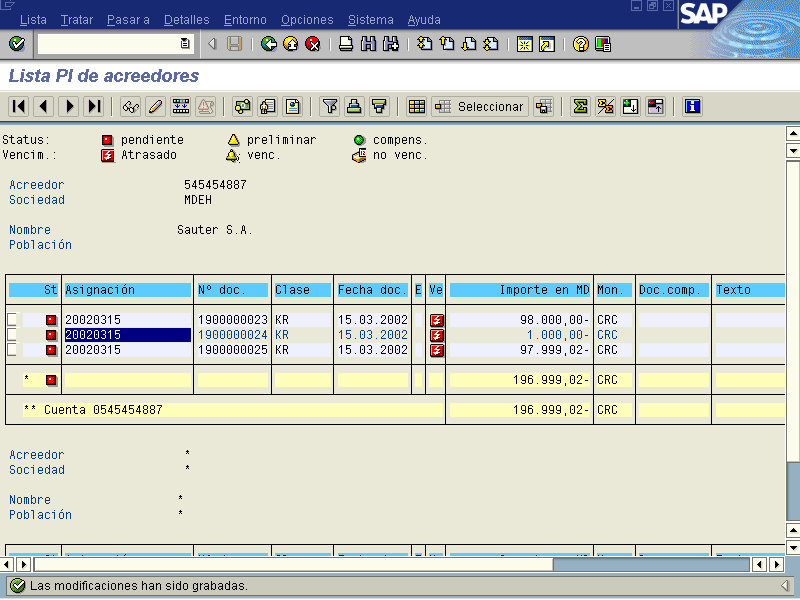 Lista Tratar Pasar a Detalles Entorno Opciones Sistema Ayuda
SAP
Lista PI de acreedores
Seleccionar
Status: pendiente preliminar compens.
Vencim.: Atrasado venc. no venc.
Acreedor 545454887
Sociedad MDEH
Nombre Sauter S.A.
Población
St Asignación Nº doc. Clase Fecha doc. E Ve Importe en MD Mon. Doc.comp. Texto
20020315 1900000023 KR 15.03.2002 98.000,00- CRC
20020315 1900000024 KR 15.03.2002 1.000,00- CRC
20020315 1900000025 KR 15.03.2002 97.999,02- CRC
* 196.999,02- CRC
** Cuenta 0545454887 196.999,02- CRC
Acreedor *
Sociedad *
Nombre *
Población *
Las modificaciones han sido grabadas.